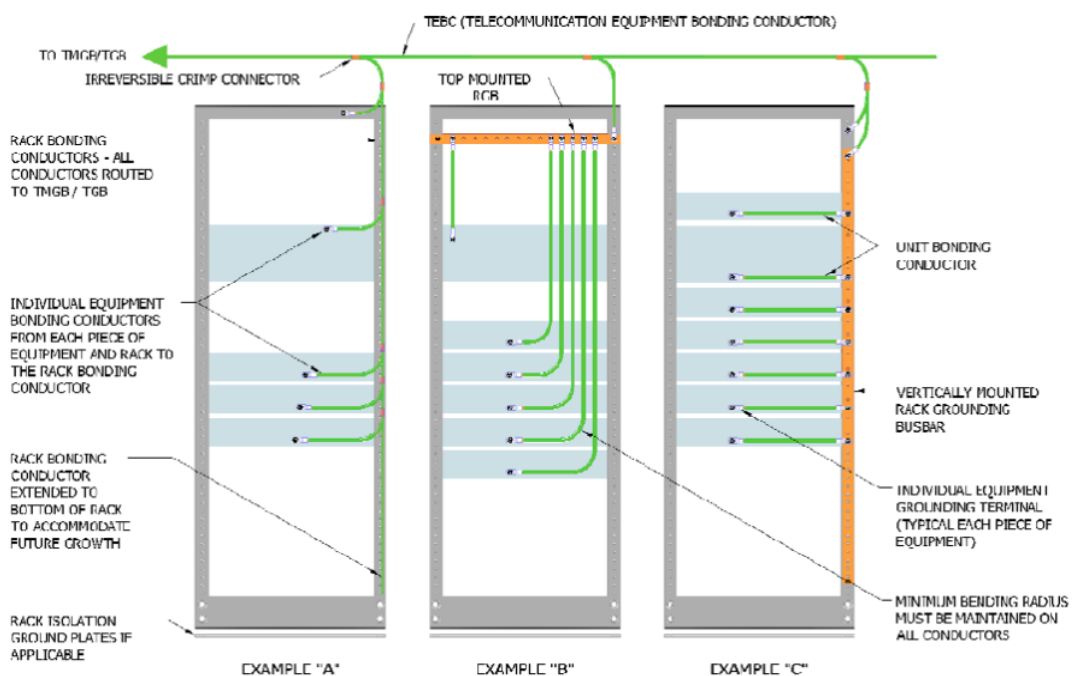 TEBC (TELECOMMUNICATION EQUIPMENT BONDING CONDUCTOR)
TO TMGB/TGB
IRREVERSIBLE CRIMP CONNECTOR
TOP MOUNTED
RGB
RACK BONDING
CONDUCTORS - ALL
CONDUCTORS ROUTED
TO TMGB/ TGB
UNIT BONDING
CONDUCTOR
INDIVIDUAL EQUIPMENT
BONDING CONDUCTORS
FROM EACH PIECE OF
EQUIPMENT AND RACK TO
THE RACK BONDING
CONDUCTOR
VERTICALLY MOUNTED
RACK GROUNDING
BUSBAR
RACK BONDING
CONDUCTOR
EXTENDED TO
BOTTOM OF RACK
TO ACCOMMODATE
FUTURE GROWTH
INDIVIDUAL EQUIPMENT
GROUNDING TERMINAL
(TYPICAL EACH PIECE OF
EQUIPMENT)
MINIMUM BENDING RADIUS
MUST BE MAINTAINED ON
ALL CONDUCTORS
RACK ISOLATION
GROUND PLATES IF
APPLICABLE
EXAMPLE "A"
EXAMPLE "B"
EXAMPLE "C"